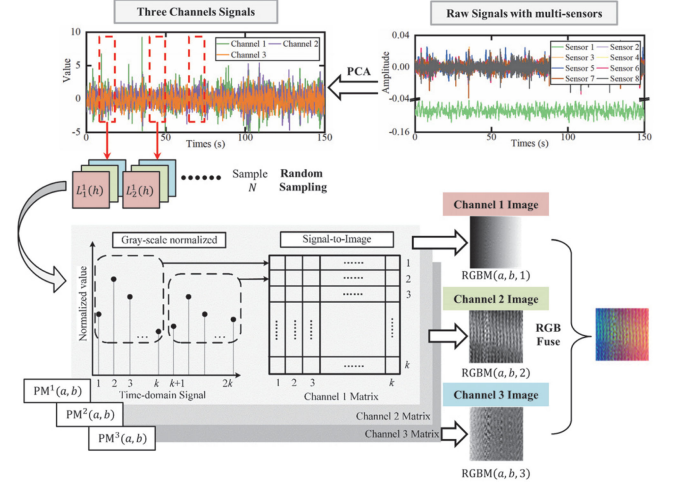 Three Channels Signals
Raw Signals with multi-sensors
10
5
0
-5
Value
Channel 1
Channel 2
Channel 3
0
50
100
150
Times (s)
PCA
0.04
0.00
-0.04
-0.16
Amplitude
Sensor 1
Sensor 2
Sensor 3
Sensor 4
Sensor 5
Sensor 6
Sensor 7
Sensor 8
0
50
100
150
Times (s)
L¹₁(h)
L¹₂(h)
•••••• Sample N
Random Sampling
Gray-scale normalized
Signal-to-Image
Normalized value
...
...
1 2 3 k k+1 2k
Time-domain Signal
......
......
......
......
1
2
3
k
1 2 3 k
Channel 1 Matrix
Channel 2 Matrix
Channel 3 Matrix
PM¹(a, b)
PM²(a, b)
PM³(a, b)
Channel 1 Image
RGBM(a, b, 1)
Channel 2 Image
RGBM(a, b, 2)
Channel 3 Image
RGBM(a, b, 3)
RGB
Fuse